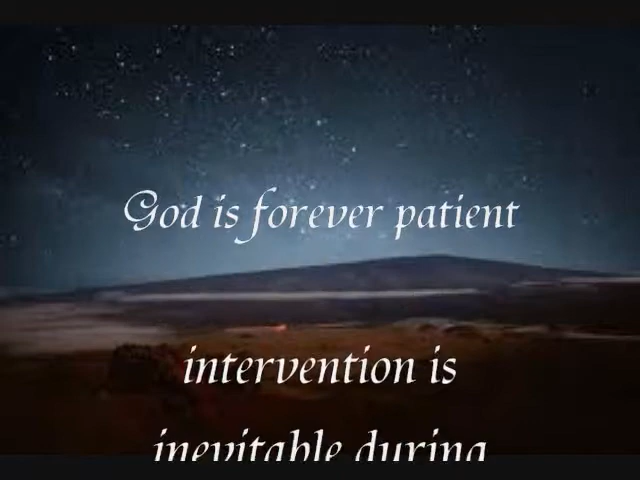 God is forever patient
intervention is
inevitable during